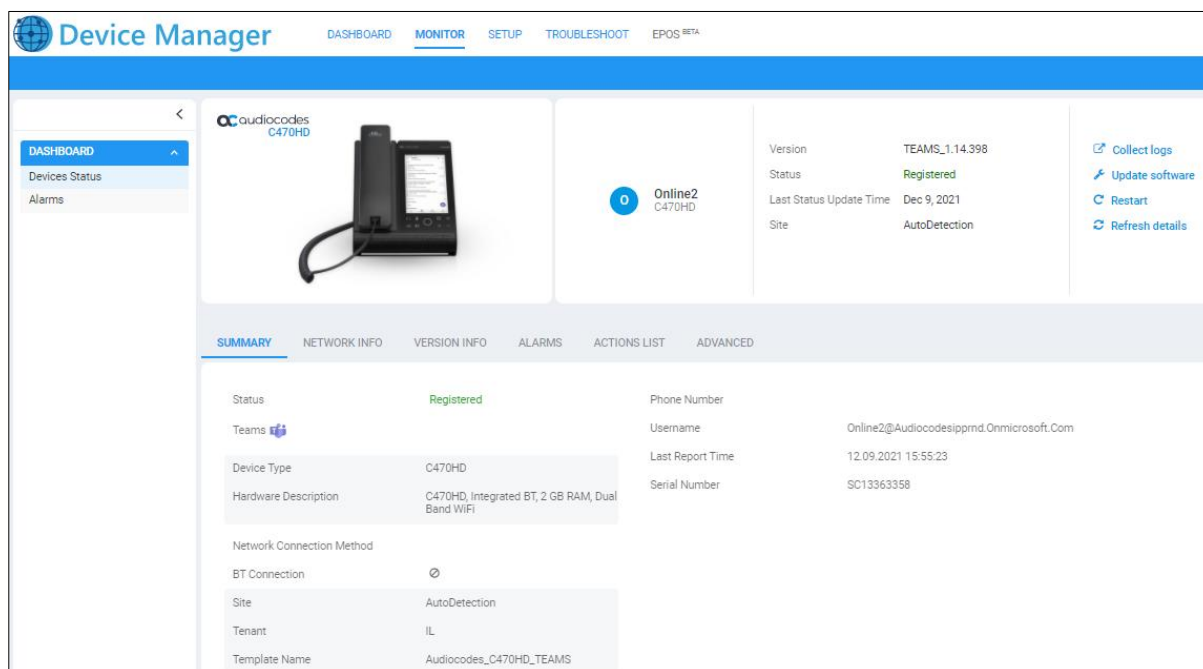 Device Manager
DASHBOARD MONITOR SETUP TROUBLESHOOT EPOS BETA
audiocodes
C470HD
DASHBOARD
Devices Status
Alarms
O
Online2
C470HD
Version TEAMS_1.14.398
Status Registered
Last Status Update Time Dec 9, 2021
Site AutoDetection
Collect logs
Update software
Restart
Refresh details
SUMMARY NETWORK INFO VERSION INFO ALARMS ACTIONS LIST ADVANCED
Status Registered
Teams
Device Type C470HD
Hardware Description C470HD, Integrated BT, 2 GB RAM, Dual
Band WiFi
Network Connection Method
BT Connection
Site AutoDetection
Tenant IL
Template Name Audiocodes_C470HD_TEAMS
Phone Number
Username Online2@Audiocodesipprnd.Onmicrosoft.Com
Last Report Time 12.09.2021 15:55:23
Serial Number SC13363358